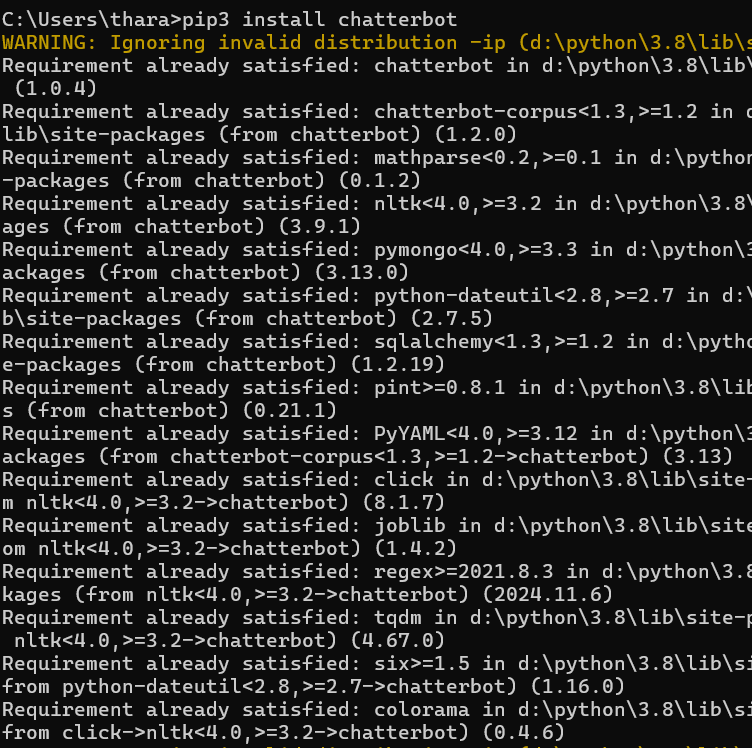 C:\Users\thara>pip3 install chatterbot
WARNING: Ignoring invalid distribution -ip (d:\python\3.8\lib\s
Requirement already satisfied: chatterbot in d:\python\3.8\lib\
(1.0.4)
Requirement already satisfied: chatterbot-corpus<1.3,>=1.2 in d
lib\site-packages (from chatterbot) (1.2.0)
Requirement already satisfied: mathparse<0.2,>=0.1 in d:\python
-packages (from chatterbot) (0.1.2)
Requirement already satisfied: nltk<4.0,>=3.2 in d:\python\3.8\
ages (from chatterbot) (3.9.1)
Requirement already satisfied: pymongo<4.0,>=3.3 in d:\python\3
ackages (from chatterbot) (3.13.0)
Requirement already satisfied: python-dateutil<2.8,>=2.7 in d:\
b\site-packages (from chatterbot) (2.7.5)
Requirement already satisfied: sqlalchemy<1.3,>=1.2 in d:\pytho
e-packages (from chatterbot) (1.2.19)
Requirement already satisfied: pint>=0.8.1 in d:\python\3.8\lib
s (from chatterbot) (0.21.1)
Requirement already satisfied: PyYAML<4.0,>=3.12 in d:\python\3
ackages (from chatterbot-corpus<1.3,>=1.2->chatterbot) (3.13)
Requirement already satisfied: click in d:\python\3.8\lib\site-
m nltk<4.0,>=3.2->chatterbot) (8.1.7)
Requirement already satisfied: joblib in d:\python\3.8\lib\site
om nltk<4.0,>=3.2->chatterbot) (1.4.2)
Requirement already satisfied: regex>=2021.8.3 in d:\python\3.8
kages (from nltk<4.0,>=3.2->chatterbot) (2024.11.6)
Requirement already satisfied: tqdm in d:\python\3.8\lib\site-p
nltk<4.0,>=3.2->chatterbot) (4.67.0)
Requirement already satisfied: six>=1.5 in d:\python\3.8\lib\si
from python-dateutil<2.8,>=2.7->chatterbot) (1.16.0)
Requirement already satisfied: colorama in d:\python\3.8\lib\si
from click->nltk<4.0,>=3.2->chatterbot) (0.4.6)